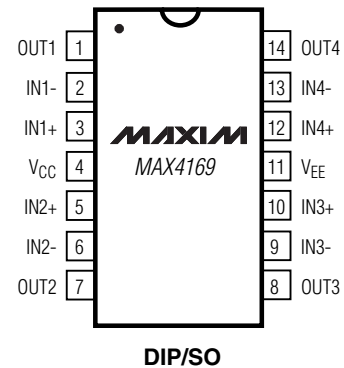 OUT1 1 14 OUT4
IN1- 2 13 IN4-
IN1+ 3 12 IN4+
MAXIM
VCC 4 MAX4169 11 VEE
IN2+ 5 10 IN3+
IN2- 6 9 IN3-
OUT2 7 8 OUT3
DIP/SO